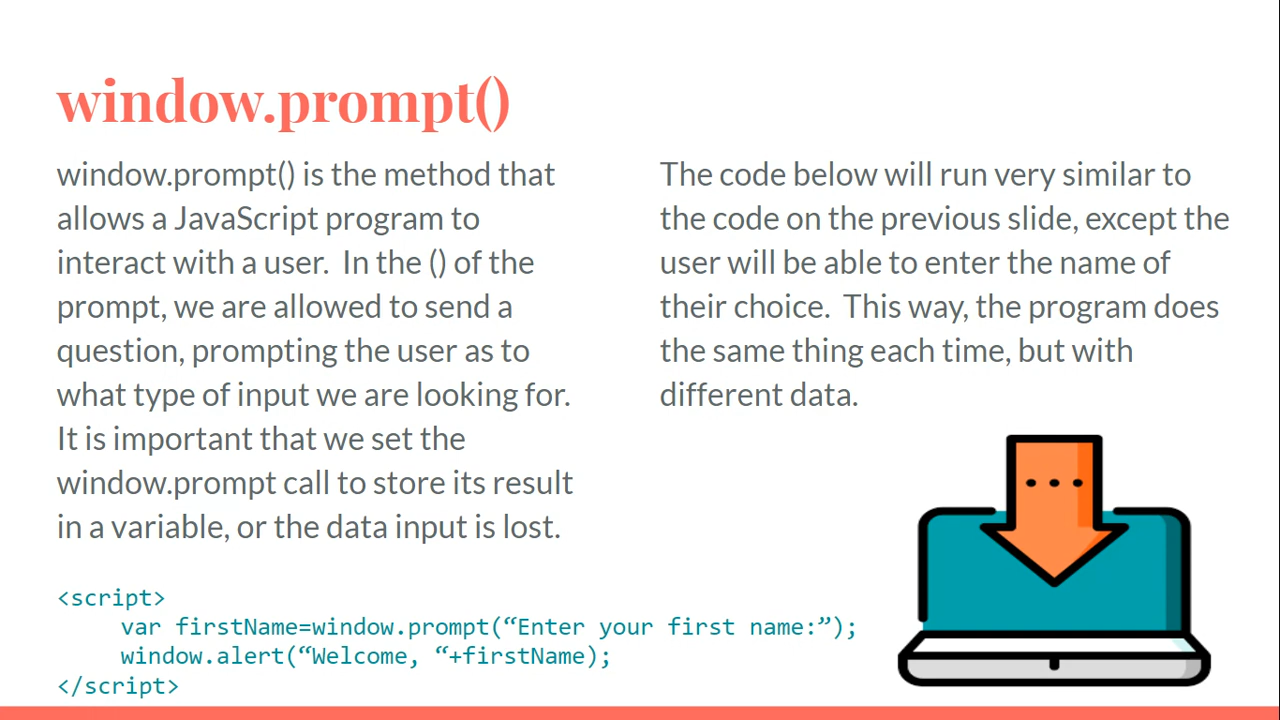 window.prompt()
window.prompt() is the method that
allows a JavaScript program to
interact with a user.  In the () of the
prompt, we are allowed to send a
question, prompting the user as to
what type of input we are looking for.
It is important that we set the
window.prompt call to store its result
in a variable, or the data input is lost.
The code below will run very similar to
the code on the previous slide, except the
user will be able to enter the name of
their choice.  This way, the program does
the same thing each time, but with
different data.
<script>
var firstName=window.prompt(“Enter your first name:”);
window.alert(“Welcome, “+firstName);
</script>